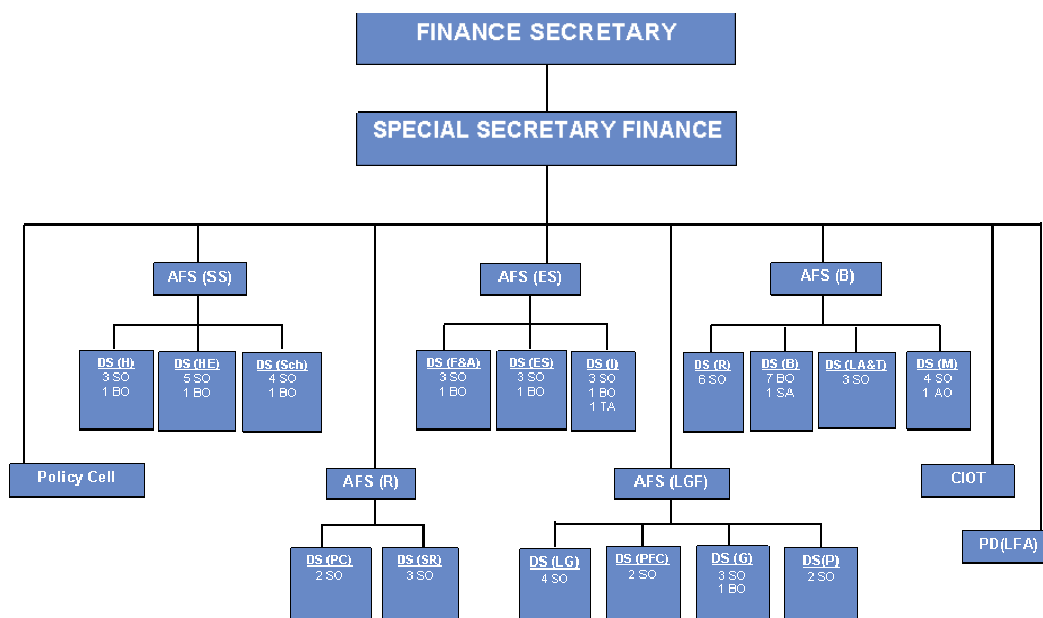 FINANCE SECRETARY
SPECIAL SECRETARY FINANCE
AFS (SS)
AFS (ES)
AFS (B)
DS (H)
3 SO
1 BO
DS (HE)
5 SO
1 BO
DS (Sch)
4 SO
1 BO
DS (F&A)
3 SO
1 BO
DS (ES)
3 SO
1 BO
DS (I)
3 SO
1 BO
1 TA
DS (R)
6 SO
DS (B)
7 BO
1 SA
DS (LA&T)
3 SO
DS (M)
4 SO
1 AO
Policy Cell
AFS (R)
AFS (LGF)
CIOT
PD(LFA)
DS (PC)
2 SO
DS (SR)
3 SO
DS (LG)
4 SO
DS (PFC)
2 SO
DS (G)
3 SO
1 BO
DS(P)
2 SO